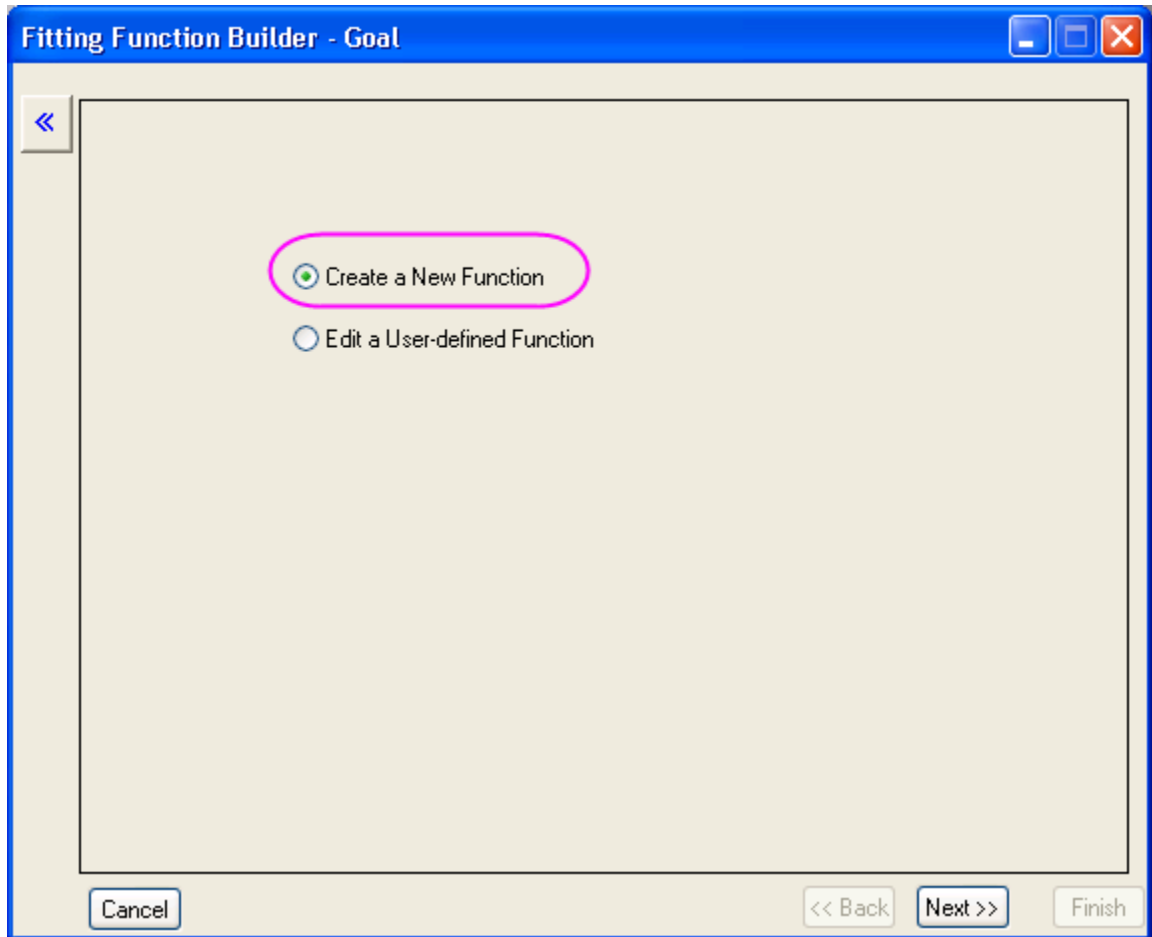 Fitting Function Builder - Goal
«
Create a New Function
Edit a User-defined Function
Cancel
<< Back
Next >>
Finish